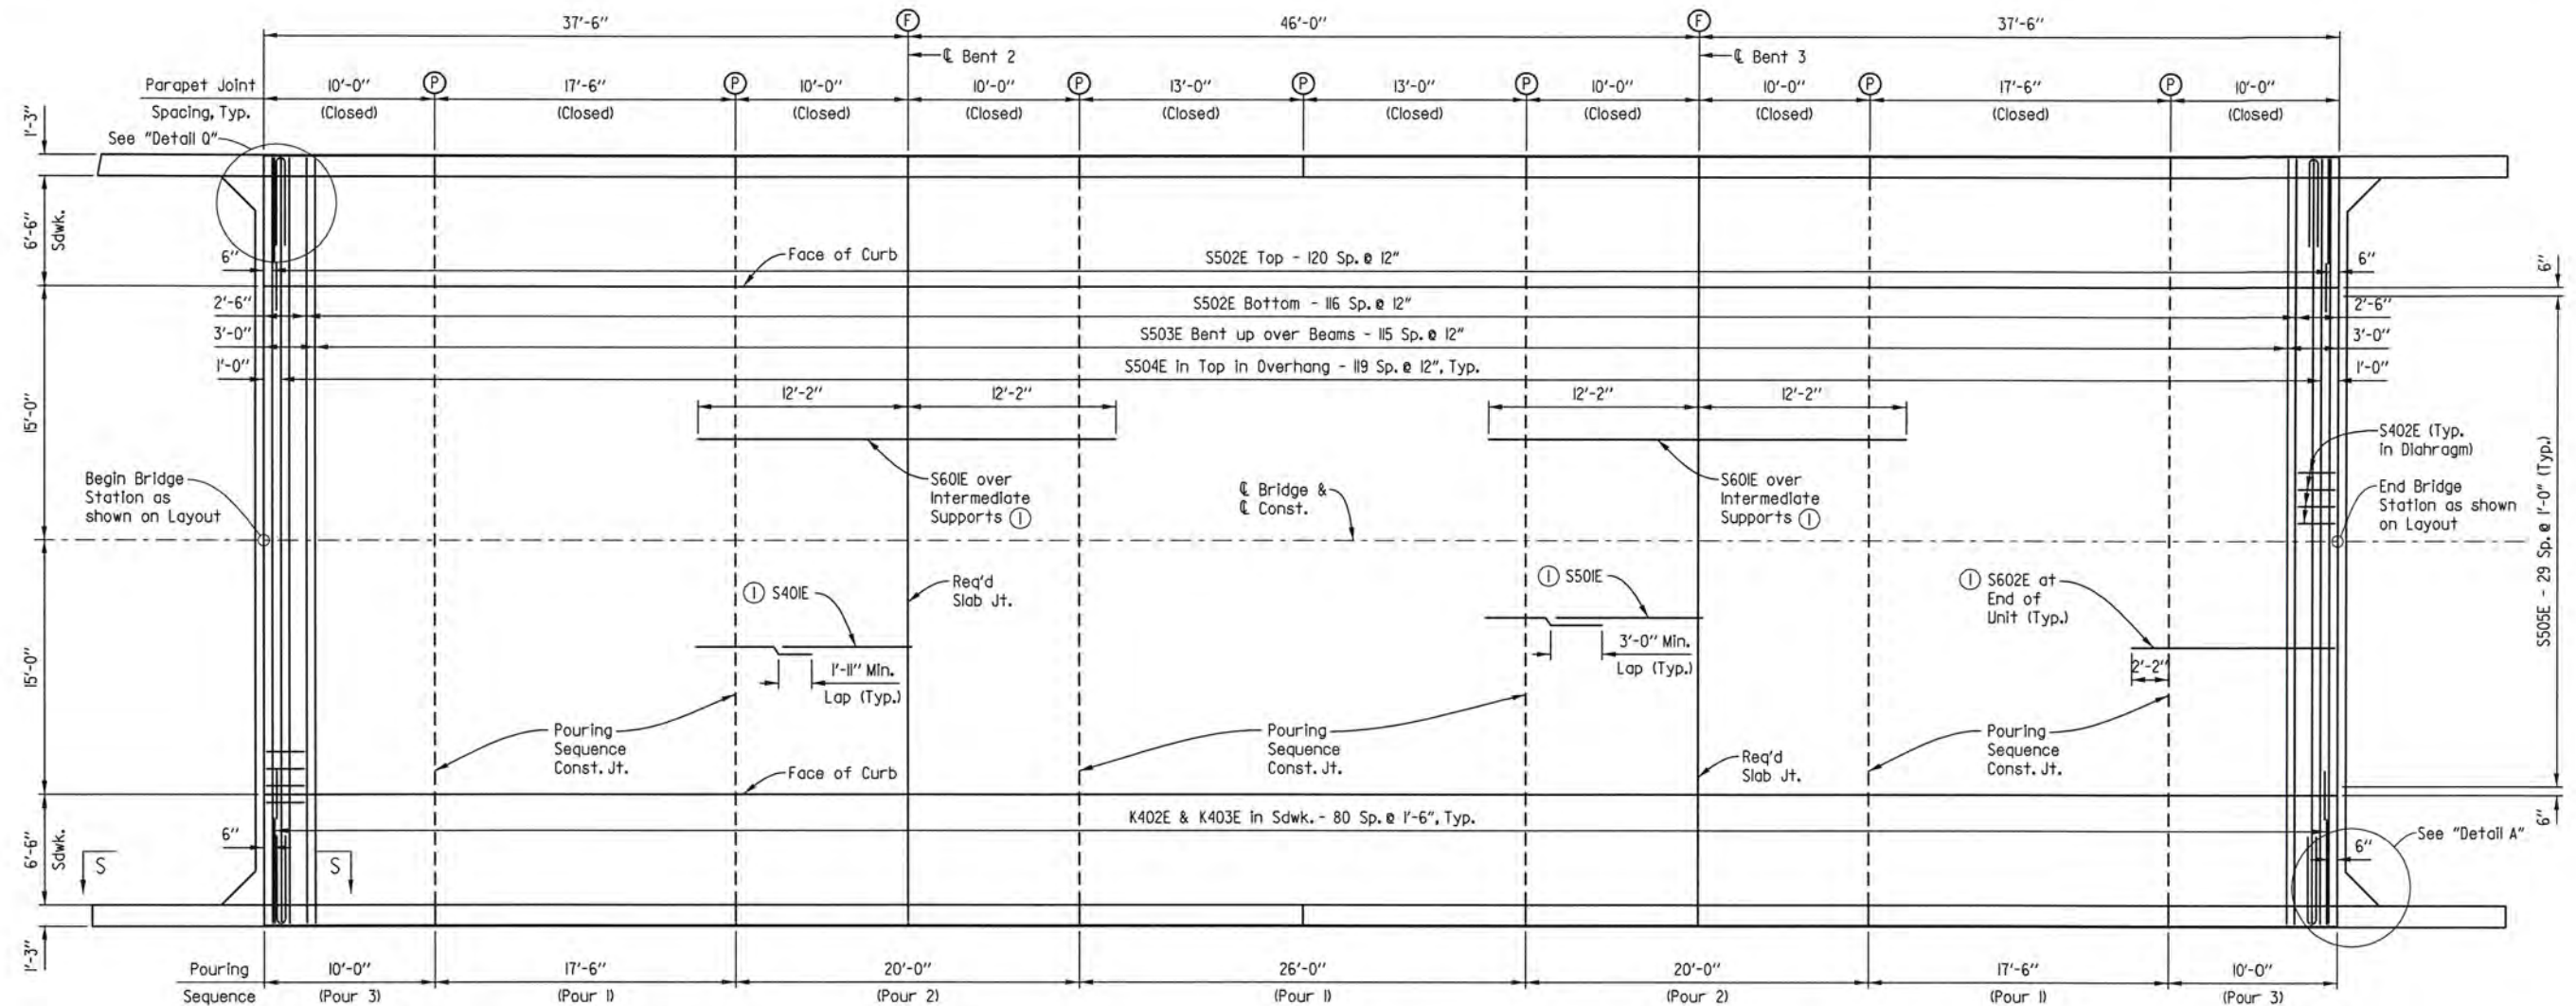 37'-6"
F
46'-0"
F
37'-6"
℄ Bent 2
℄ Bent 3
Parapet Joint
Spacing, Typ.
10'-0"
(Closed)
P
17'-6"
(Closed)
P
10'-0"
(Closed)
10'-0"
(Closed)
P
13'-0"
(Closed)
P
13'-0"
(Closed)
P
10'-0"
(Closed)
10'-0"
(Closed)
P
17'-6"
(Closed)
P
10'-0"
(Closed)
1'-3"
See "Detail Q"
6'-6"
Sdwk.
Face of Curb
6"
S502E Top - 120 Sp. @ 12"
6"
6"
2'-6"
S502E Bottom - 116 Sp. @ 12"
2'-6"
3'-0"
S503E Bent up over Beams - 115 Sp. @ 12"
3'-0"
1'-0"
S504E in Top in Overhang - 119 Sp. @ 12", Typ.
1'-0"
12'-2"
12'-2"
12'-2"
12'-2"
15'-0"
S402E (Typ.
in Diahragm)
S505E - 29 Sp. @ 1'-0" (Typ.)
Begin Bridge
Station as
shown on Layout
S601E over
Intermediate
Supports 1
℄ Bridge &
℄ Const.
S601E over
Intermediate
Supports 1
End Bridge
Station as shown
on Layout
1 S401E
Req'd
Slab Jt.
1 S501E
1 S602E at
End of
Unit (Typ.)
15'-0"
1'-11" Min.
Lap (Typ.)
3'-0" Min.
Lap (Typ.)
2'-2"
Pouring
Sequence
Const. Jt.
Face of Curb
Pouring
Sequence
Const. Jt.
Req'd
Slab Jt.
Pouring
Sequence
Const. Jt.
6'-6"
Sdwk.
6"
K402E & K403E in Sdwk. - 80 Sp. @ 1'-6", Typ.
6"
6"
See "Detail A"
S
S
1'-3"
Pouring
Sequence
10'-0"
(Pour 3)
17'-6"
(Pour 1)
20'-0"
(Pour 2)
26'-0"
(Pour 1)
20'-0"
(Pour 2)
17'-6"
(Pour 1)
10'-0"
(Pour 3)